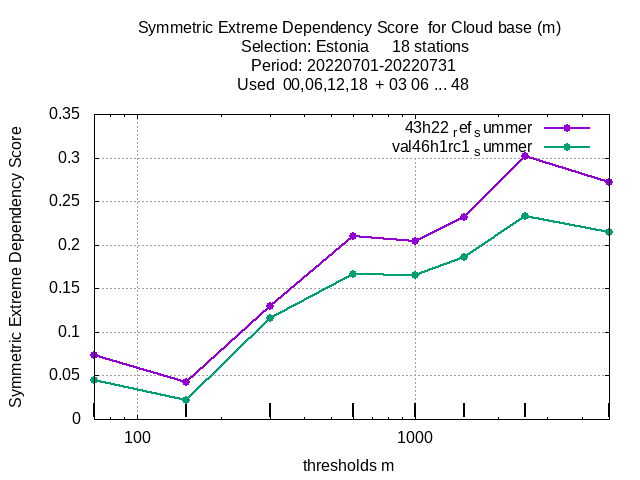 Symmetric Extreme Dependency Score for Cloud base (m)
Selection: Estonia 18 stations
Period: 20220701-20220731
Used 00,06,12,18 + 03 06 ... 48
43h22ref summer
val46h1rc1 summer
0.35
0.3
0.25
0.2
0.15
0.1
0.05
0
Symmetric Extreme Dependency Score
100 1000
thresholds m